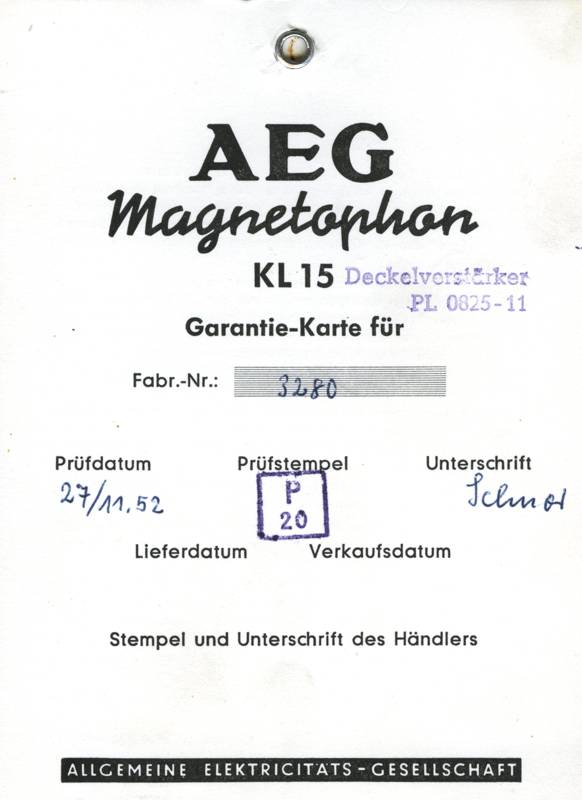 AEG
Magnetophon
KL 15 Deckelverstärker
PL 0825-11
Garantie-Karte für
Fabr.-Nr.: 3280
Prüfdatum Prüfstempel Unterschrift
27/11.52
P
20
Lieferdatum Verkaufsdatum
Stempel und Unterschrift des Händlers
ALLGEMEINE ELEKTRICITÄTS-GESELLSCHAFT